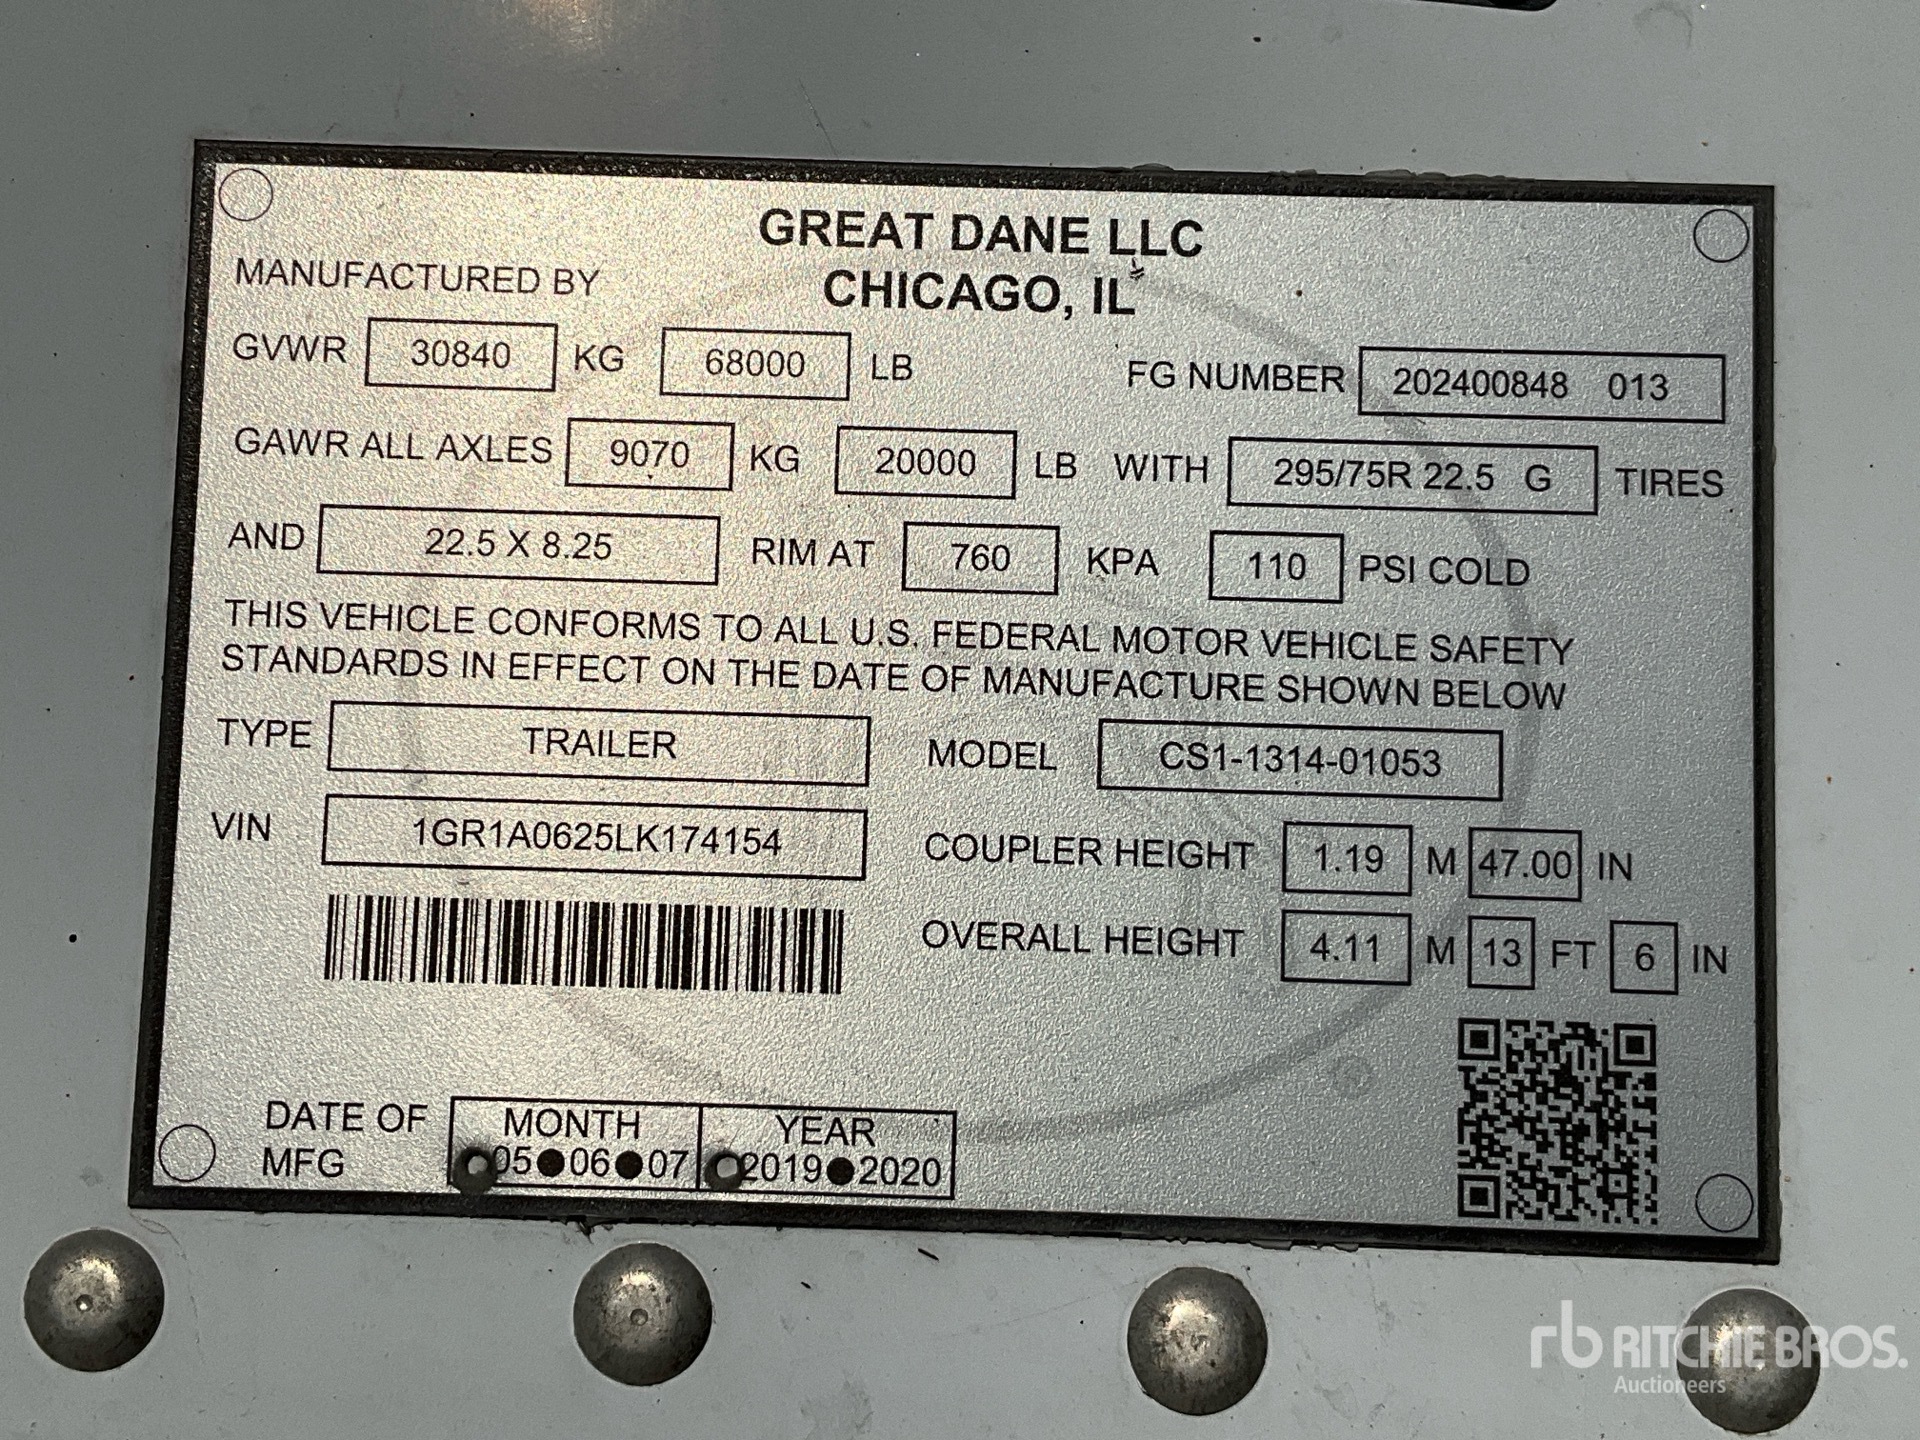 GREAT DANE LLC
MANUFACTURED BY CHICAGO, IL
GVWR 30840 KG 68000 LB FG NUMBER 202400848 013
GAWR ALL AXLES 9070 KG 20000 LB WITH 295/75R 22.5 G TIRES
AND 22.5 X 8.25 RIM AT 760 KPA 110 PSI COLD
THIS VEHICLE CONFORMS TO ALL U.S. FEDERAL MOTOR VEHICLE SAFETY
STANDARDS IN EFFECT ON THE DATE OF MANUFACTURE SHOWN BELOW
TYPE TRAILER MODEL CS1-1314-01053
VIN 1GR1A0625LK174154 COUPLER HEIGHT 1.19 M 47.00 IN
OVERALL HEIGHT 4.11 M 13 FT 6 IN
DATE OF MONTH YEAR
MFG 05 06 07 2019 2020
rb RITCHIE BROS.
Auctioneers